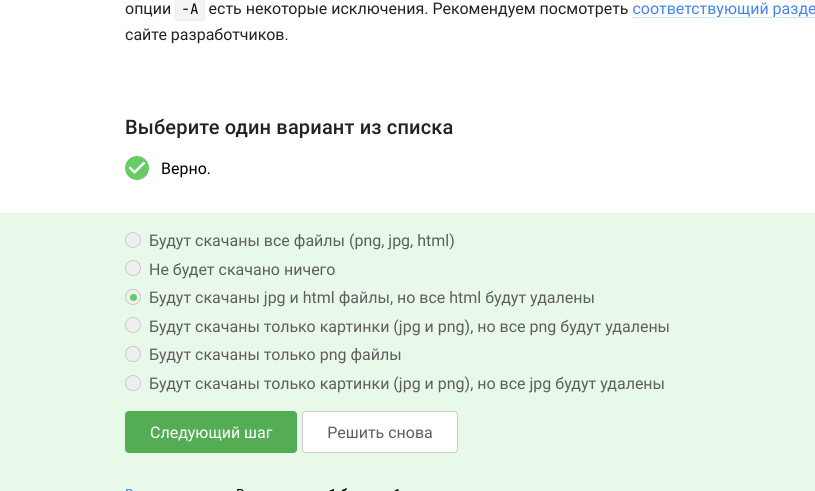 опции -A есть некоторые исключения. Рекомендуем посмотреть соответствующий разде
сайте разработчиков.
Выберите один вариант из списка
Верно.
Будут скачаны все файлы (png, jpg, html)
Не будет скачано ничего
Будут скачаны jpg и html файлы, но все html будут удалены
Будут скачаны только картинки (jpg и png), но все png будут удалены
Будут скачаны только png файлы
Будут скачаны только картинки (jpg и png), но все jpg будут удалены
Следующий шаг
Решить снова